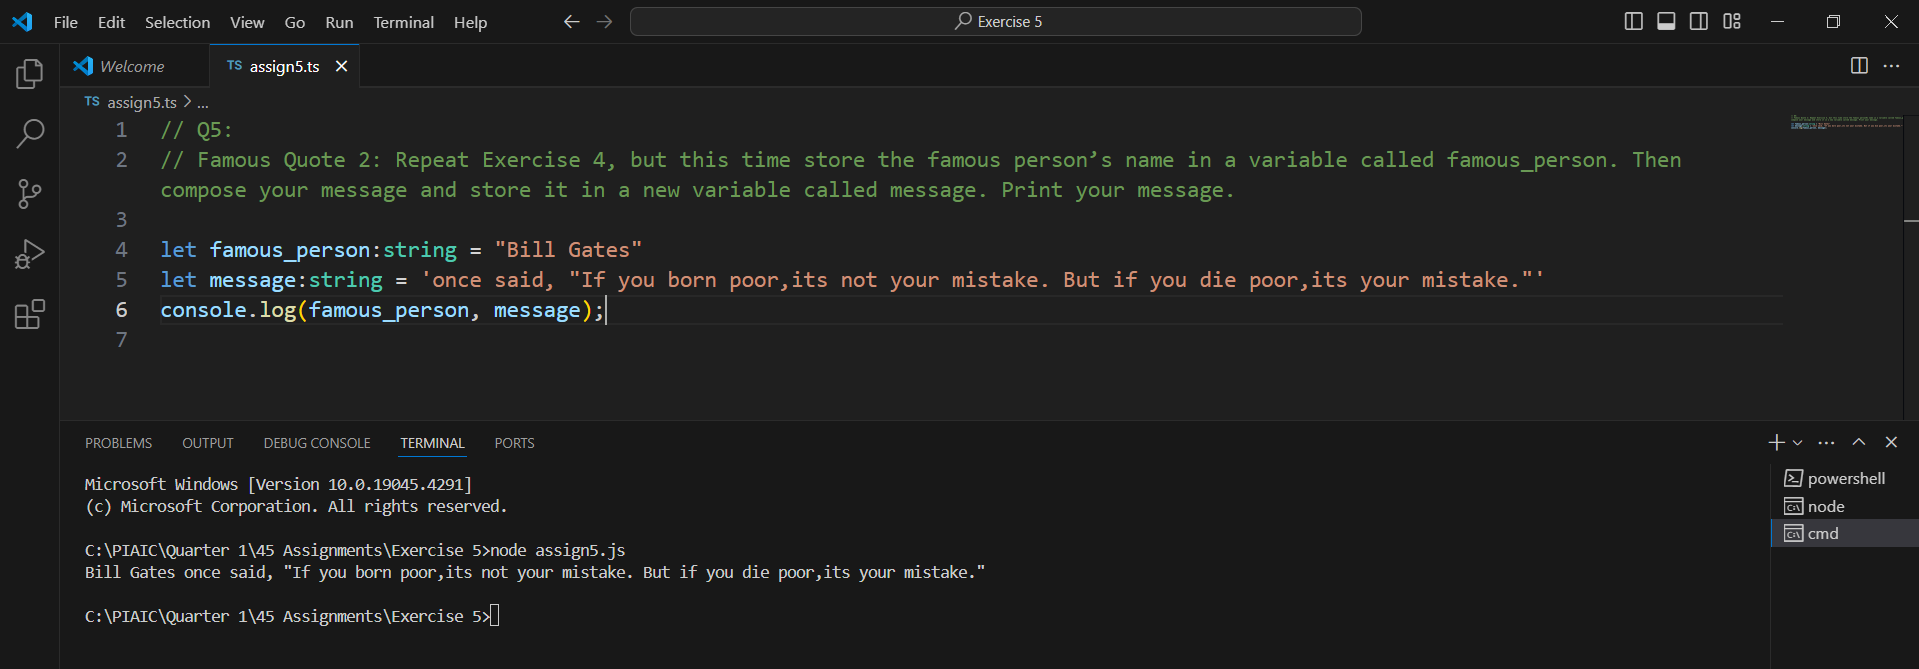 File Edit Selection View Go Run Terminal Help Exercise 5
Welcome TS assign5.ts
TS assign5.ts > ...
1 // Q5:
2 // Famous Quote 2: Repeat Exercise 4, but this time store the famous person’s name in a variable called famous_person. Then
compose your message and store it in a new variable called message. Print your message.
3
4 let famous_person:string = "Bill Gates"
5 let message:string = 'once said, "If you born poor,its not your mistake. But if you die poor,its your mistake."'
6 console.log(famous_person, message);
7
PROBLEMS OUTPUT DEBUG CONSOLE TERMINAL PORTS
Microsoft Windows [Version 10.0.19045.4291]
(c) Microsoft Corporation. All rights reserved.
C:\PIAIC\Quarter 1\45 Assignments\Exercise 5>node assign5.js
Bill Gates once said, "If you born poor,its not your mistake. But if you die poor,its your mistake."
C:\PIAIC\Quarter 1\45 Assignments\Exercise 5>
powershell
node
cmd